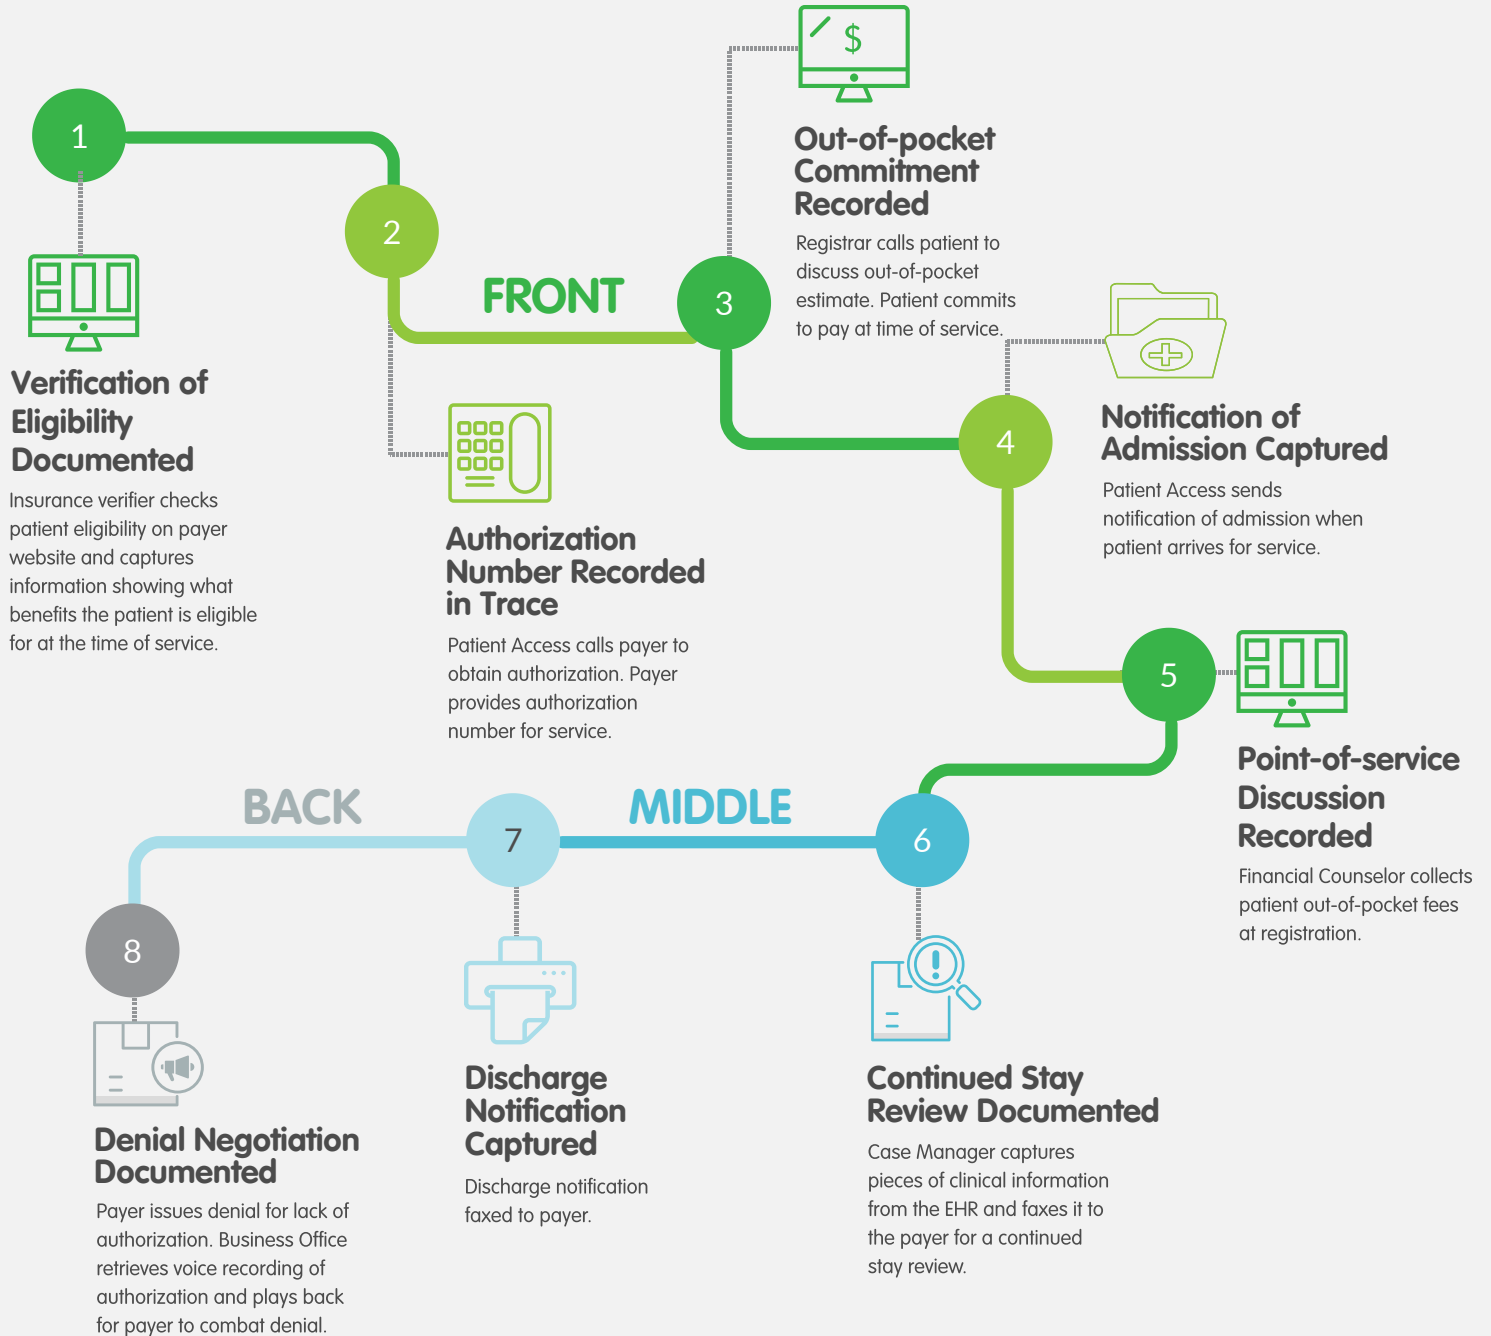 1
Verification of
Eligibility
Documented
Insurance verifier checks
patient eligibility on payer
website and captures
information showing what
benefits the patient is eligible
for at the time of service.
2
Authorization
Number Recorded
in Trace
Patient Access calls payer to
obtain authorization. Payer
provides authorization
number for service.
FRONT
3
$
Out-of-pocket
Commitment
Recorded
Registrar calls patient to
discuss out-of-pocket
estimate. Patient commits
to pay at time of service.
4
Notification of
Admission Captured
Patient Access sends
notification of admission when
patient arrives for service.
5
Point-of-service
Discussion
Recorded
Financial Counselor collects
patient out-of-pocket fees
at registration.
6
Continued Stay
Review Documented
Case Manager captures
pieces of clinical information
from the EHR and faxes it to
the payer for a continued
stay review.
MIDDLE
7
Discharge
Notification
Captured
Discharge notification
faxed to payer.
BACK
8
Denial Negotiation
Documented
Payer issues denial for lack of
authorization. Business Office
retrieves voice recording of
authorization and plays back
for payer to combat denial.